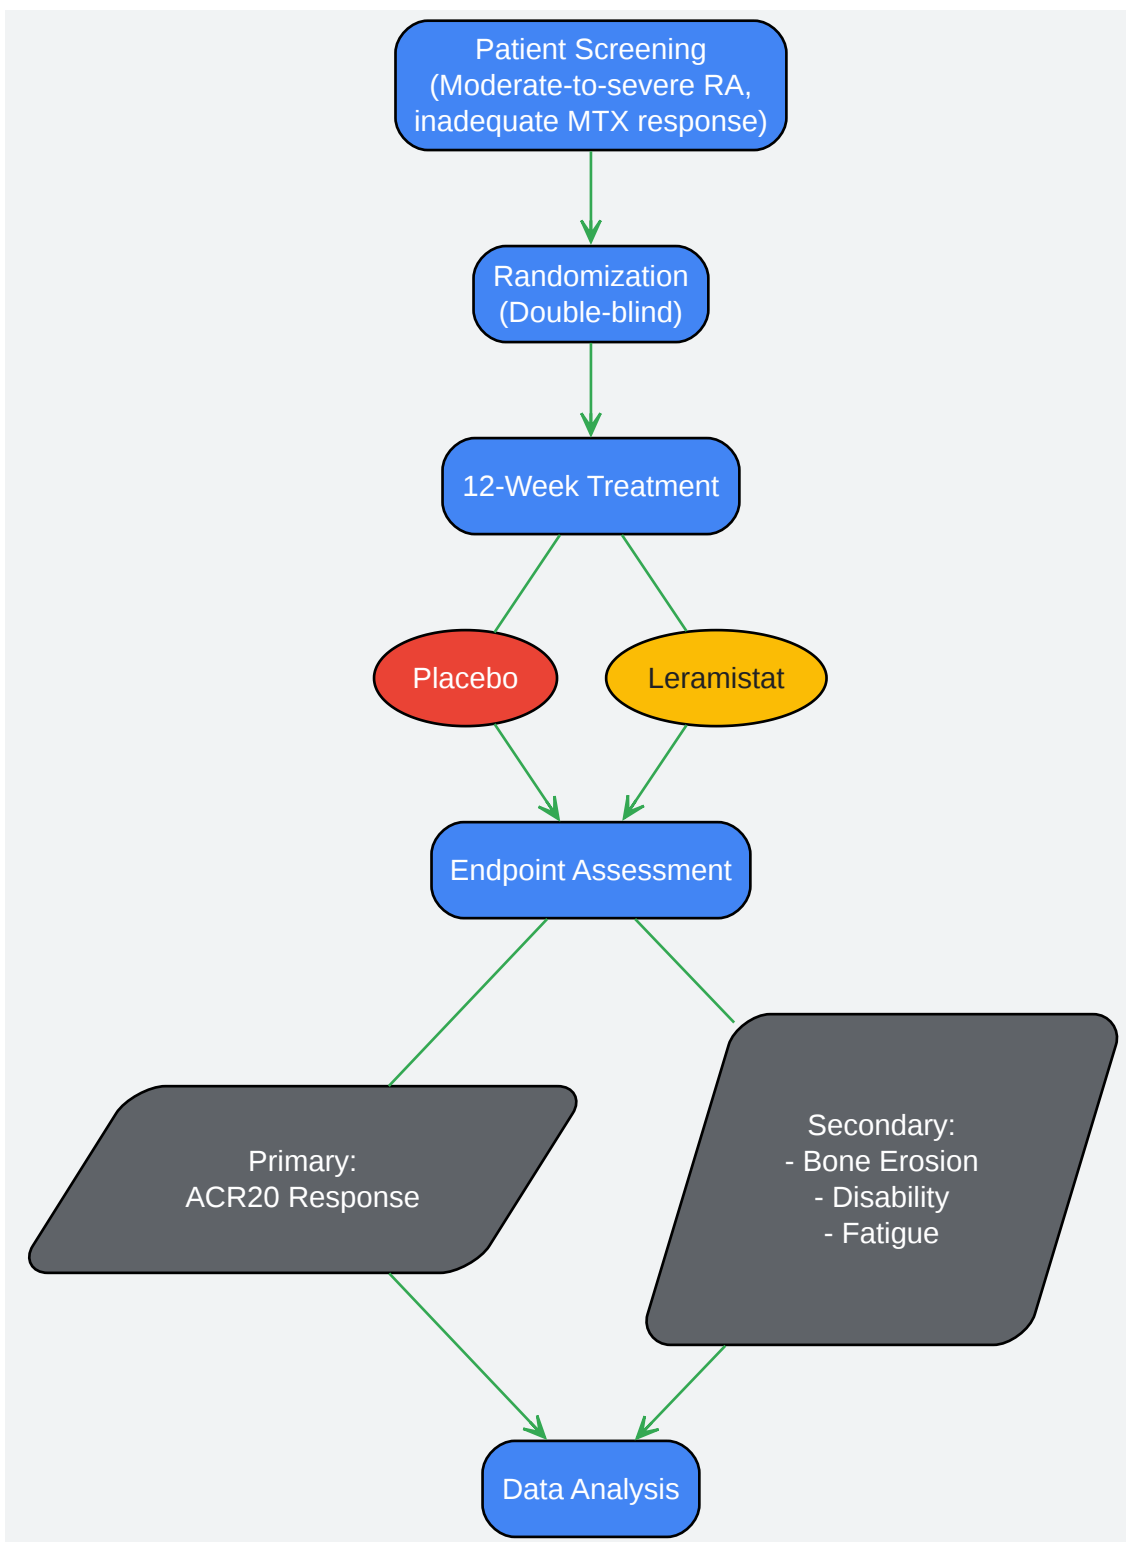 Patient Screening
(Moderate-to-severe RA,
inadequate MTX response)
Randomization
(Double-blind)
12-Week Treatment
Placebo
Leramistat
Endpoint Assessment
Primary:
ACR20 Response
Secondary:
- Bone Erosion
- Disability
- Fatigue
Data Analysis